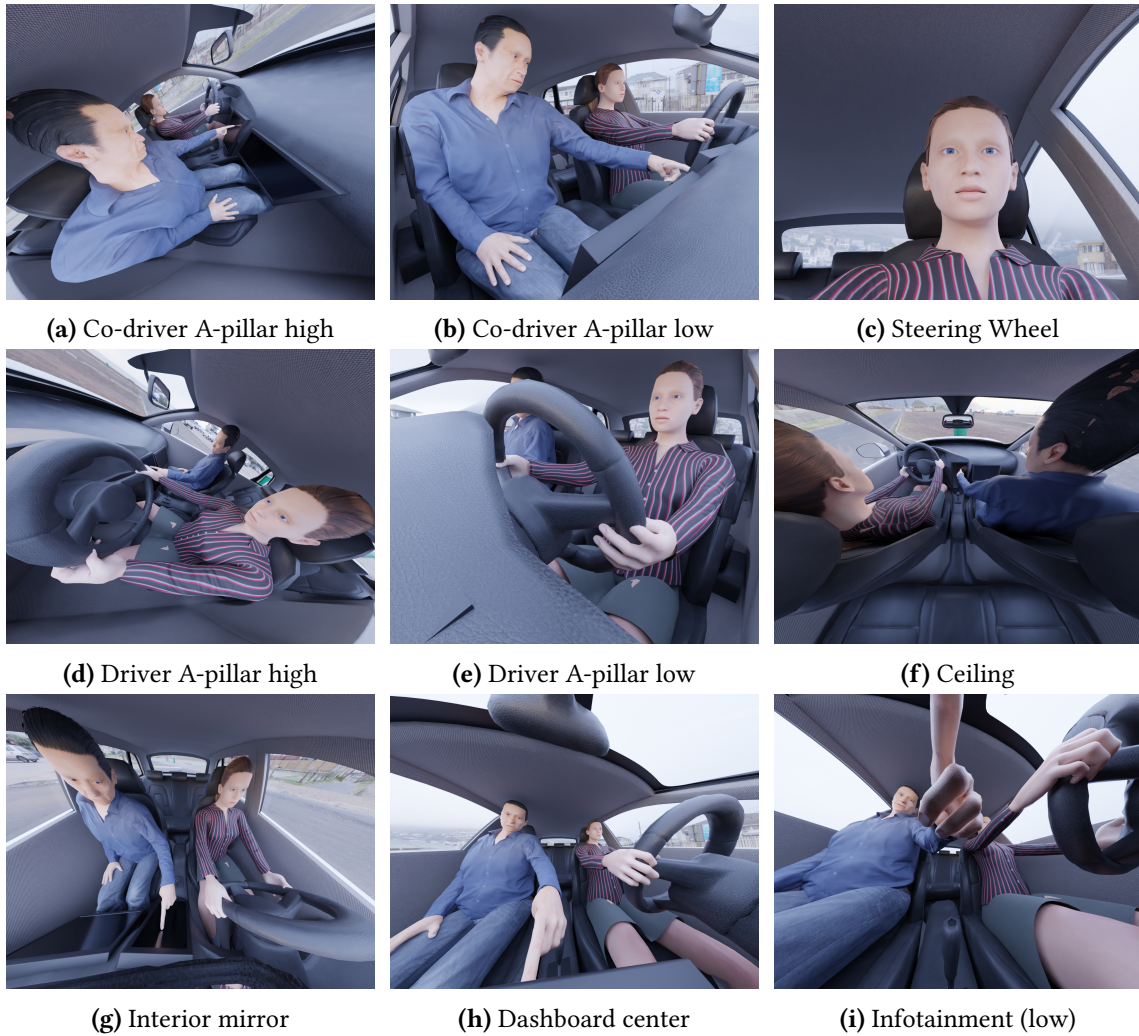 (a) Co-driver A-pillar high
(b) Co-driver A-pillar low
(c) Steering Wheel
(d) Driver A-pillar high
(e) Driver A-pillar low
(f) Ceiling
(g) Interior mirror
(h) Dashboard center
(i) Infotainment (low)